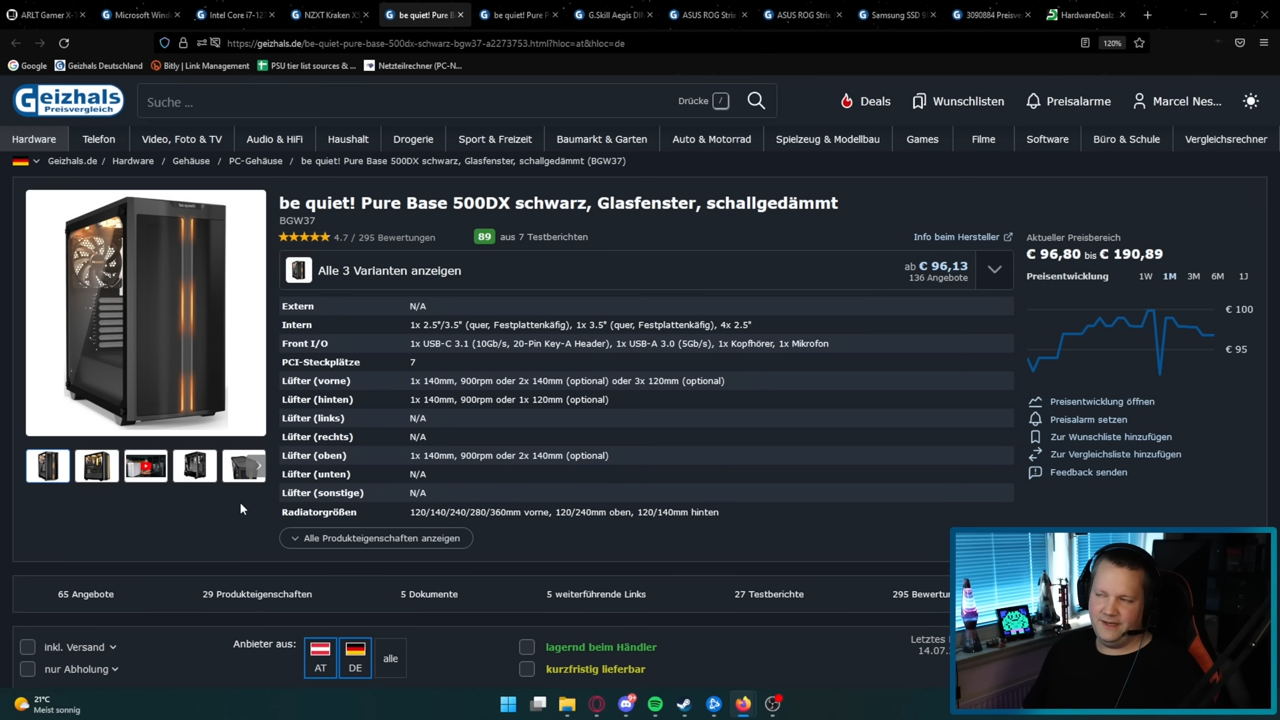 ARLT Gamer X-1
Microsoft Wind
Intel Core i7-123
NZXT Kraken X5
be quiet! Pure B
be quiet! Pure P
G.Skill Aegis DI
ASUS ROG Stri
ASUS ROG Stri
Samsung SSD 9
3090884 Preisve
HardwareDealz
https://geizhals.de/be-quiet-pure-base-500dx-schwarz-bgw37-a2273753.html?hloc=at&hloc=de
120%
Google
Geizhals Deutschland
Bitly | Link Management
PSU tier list sources & ...
Netzteilrechner (PC-N...
Geizhals
Preisvergleich
Suche ...
Drücke /
Deals
Wunschlisten
Preisalarme
Marcel Nes...
Hardware
Telefon
Video, Foto & TV
Audio & HiFi
Haushalt
Drogerie
Sport & Freizeit
Baumarkt & Garten
Auto & Motorrad
Spielzeug & Modellbau
Games
Filme
Software
Büro & Schule
Vergleichsrechner
Geizhals.de / Hardware / Gehäuse / PC-Gehäuse / be quiet! Pure Base 500DX schwarz, Glasfenster, schallgedämmt (BGW37)
be quiet! Pure Base 500DX schwarz, Glasfenster, schallgedämmt
BGW37
4.7 / 295 Bewertungen
89 aus 7 Testberichten
Info beim Hersteller
Alle 3 Varianten anzeigen
ab € 96,13
136 Angebote
Extern N/A
Intern 1x 2.5"/3.5" (quer, Festplattenkäfig), 1x 3.5" (quer, Festplattenkäfig), 4x 2.5"
Front I/O 1x USB-C 3.1 (10Gb/s, 20-Pin Key-A Header), 1x USB-A 3.0 (5Gb/s), 1x Kopfhörer, 1x Mikrofon
PCI-Steckplätze 7
Lüfter (vorne) 1x 140mm, 900rpm oder 2x 140mm (optional) oder 3x 120mm (optional)
Lüfter (hinten) 1x 140mm, 900rpm oder 1x 120mm (optional)
Lüfter (links) N/A
Lüfter (rechts) N/A
Lüfter (oben) 1x 140mm, 900rpm oder 2x 140mm (optional)
Lüfter (unten) N/A
Lüfter (sonstige) N/A
Radiatorgrößen 120/140/240/280/360mm vorne, 120/240mm oben, 120/140mm hinten
Alle Produkteigenschaften anzeigen
Aktueller Preisbereich
€ 96,80 bis € 190,89
Preisentwicklung
1W
1M
3M
6M
1J
€ 100
€ 95
Preisentwicklung öffnen
Preisalarm setzen
Zur Wunschliste hinzufügen
Zur Vergleichsliste hinzufügen
Feedback senden
65 Angebote
29 Produkteigenschaften
5 Dokumente
5 weiterführende Links
27 Testberichte
295 Bewertun
inkl. Versand
nur Abholung
Anbieter aus:
AT
DE
alle
lagernd beim Händler
kurzfristig lieferbar
Letztes
14.07.
21°C
Meist sonnig